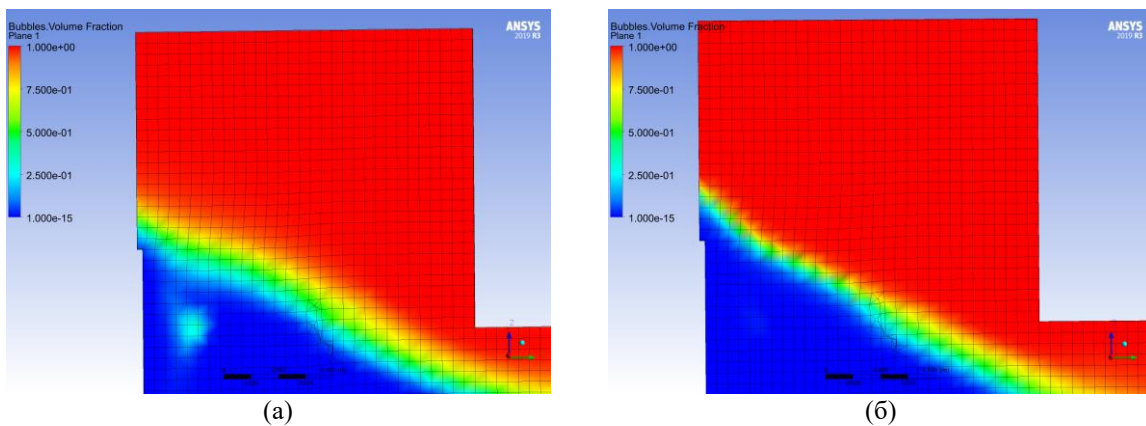 Bubbles.Volume Fraction
Plane 1
1.000e+00
7.500e-01
5.000e-01
2.500e-01
1.000e-15
ANSYS
2019 R3
(а)
Bubbles.Volume Fraction
Plane 1
1.000e+00
7.500e-01
5.000e-01
2.500e-01
1.000e-15
ANSYS
2019 R3
(б)